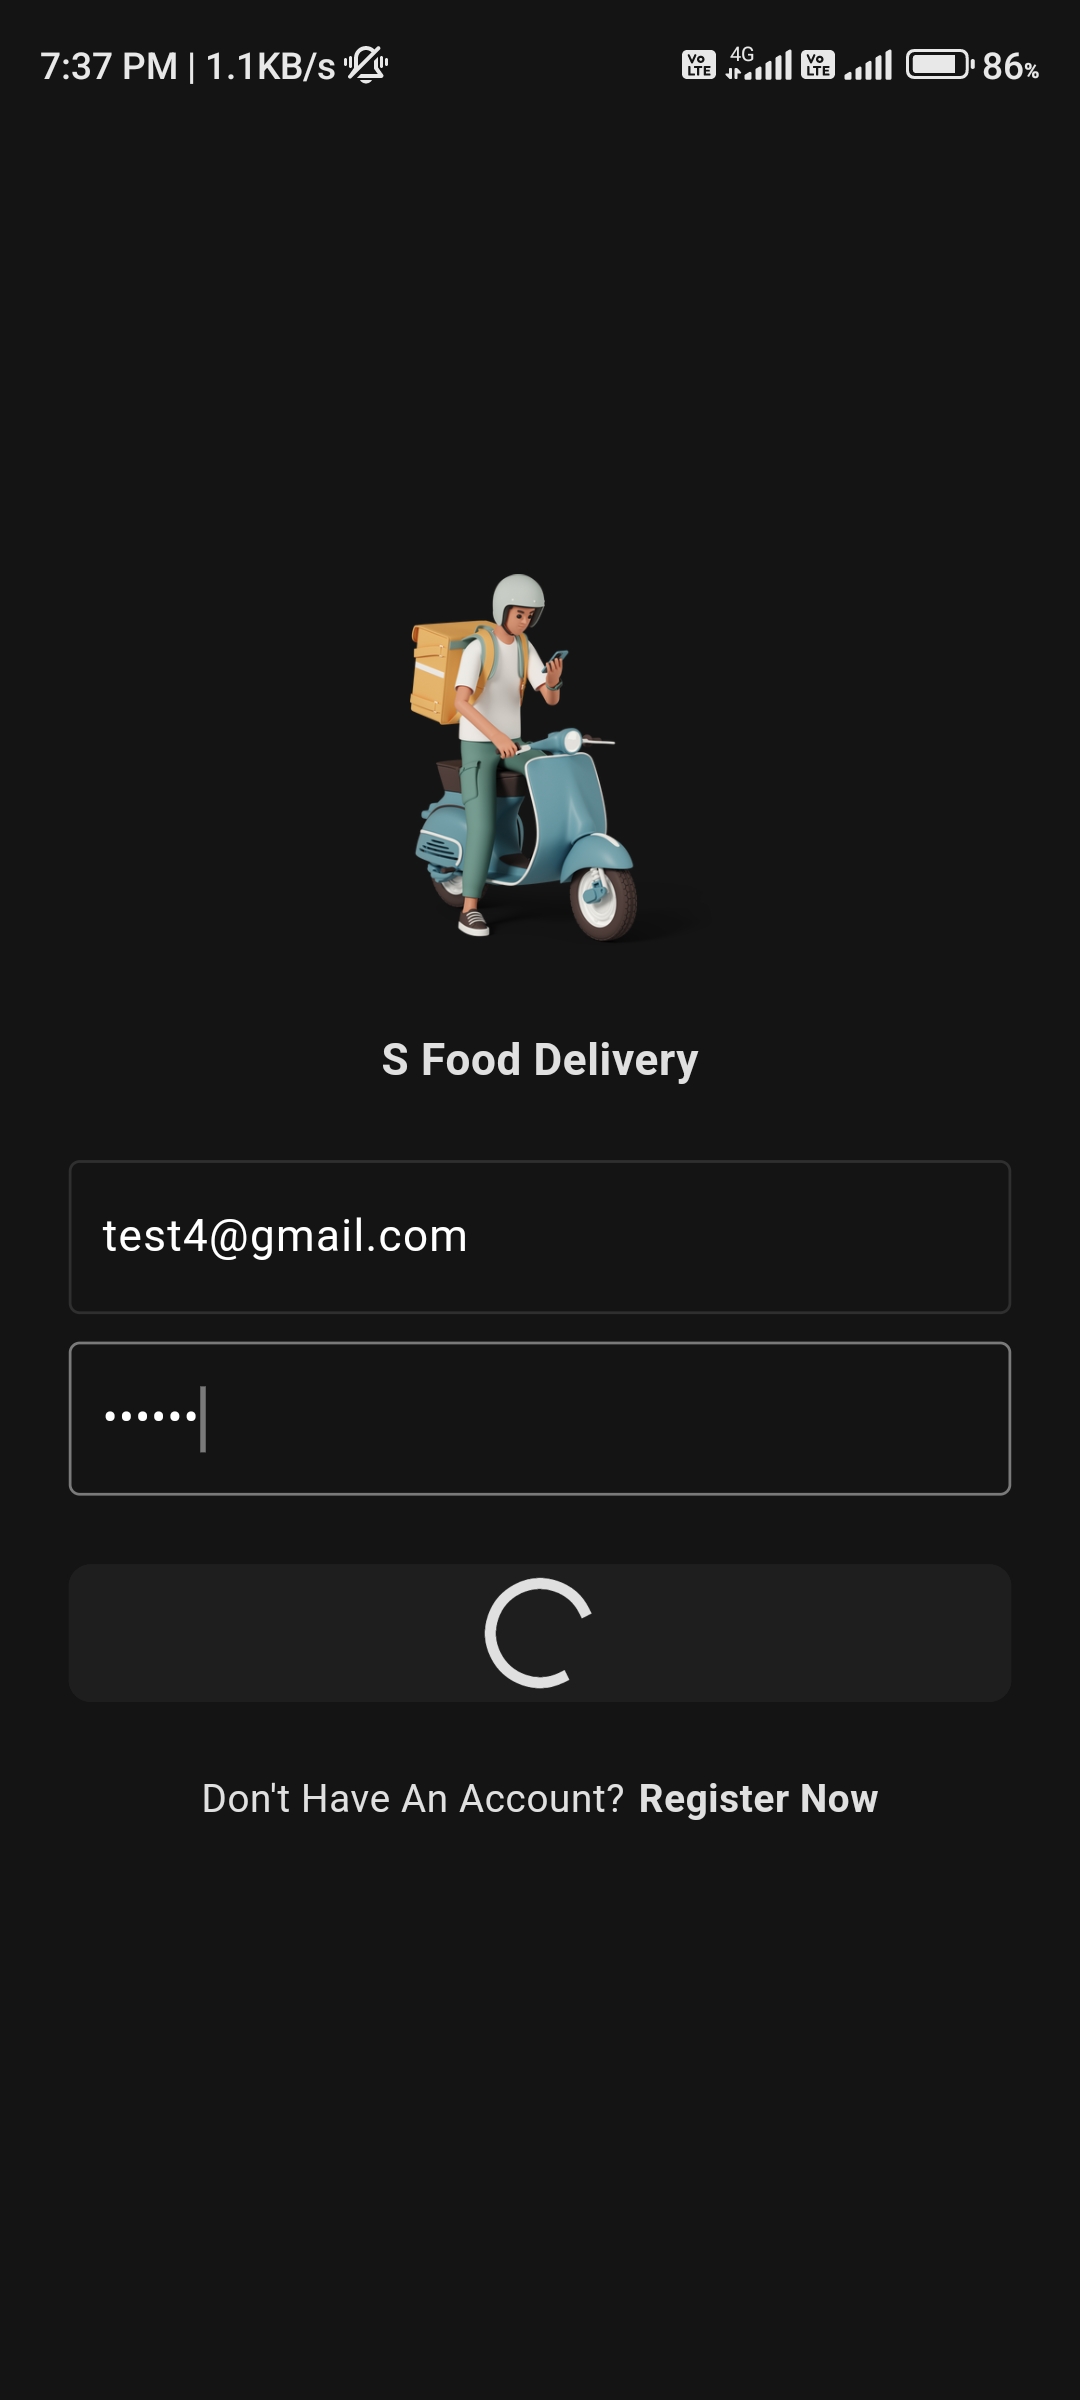 7:37 PM | 1.1KB/s Vo LTE 4G Vo LTE 86%
S Food Delivery
test4@gmail.com
••••••
Don't Have An Account? Register Now